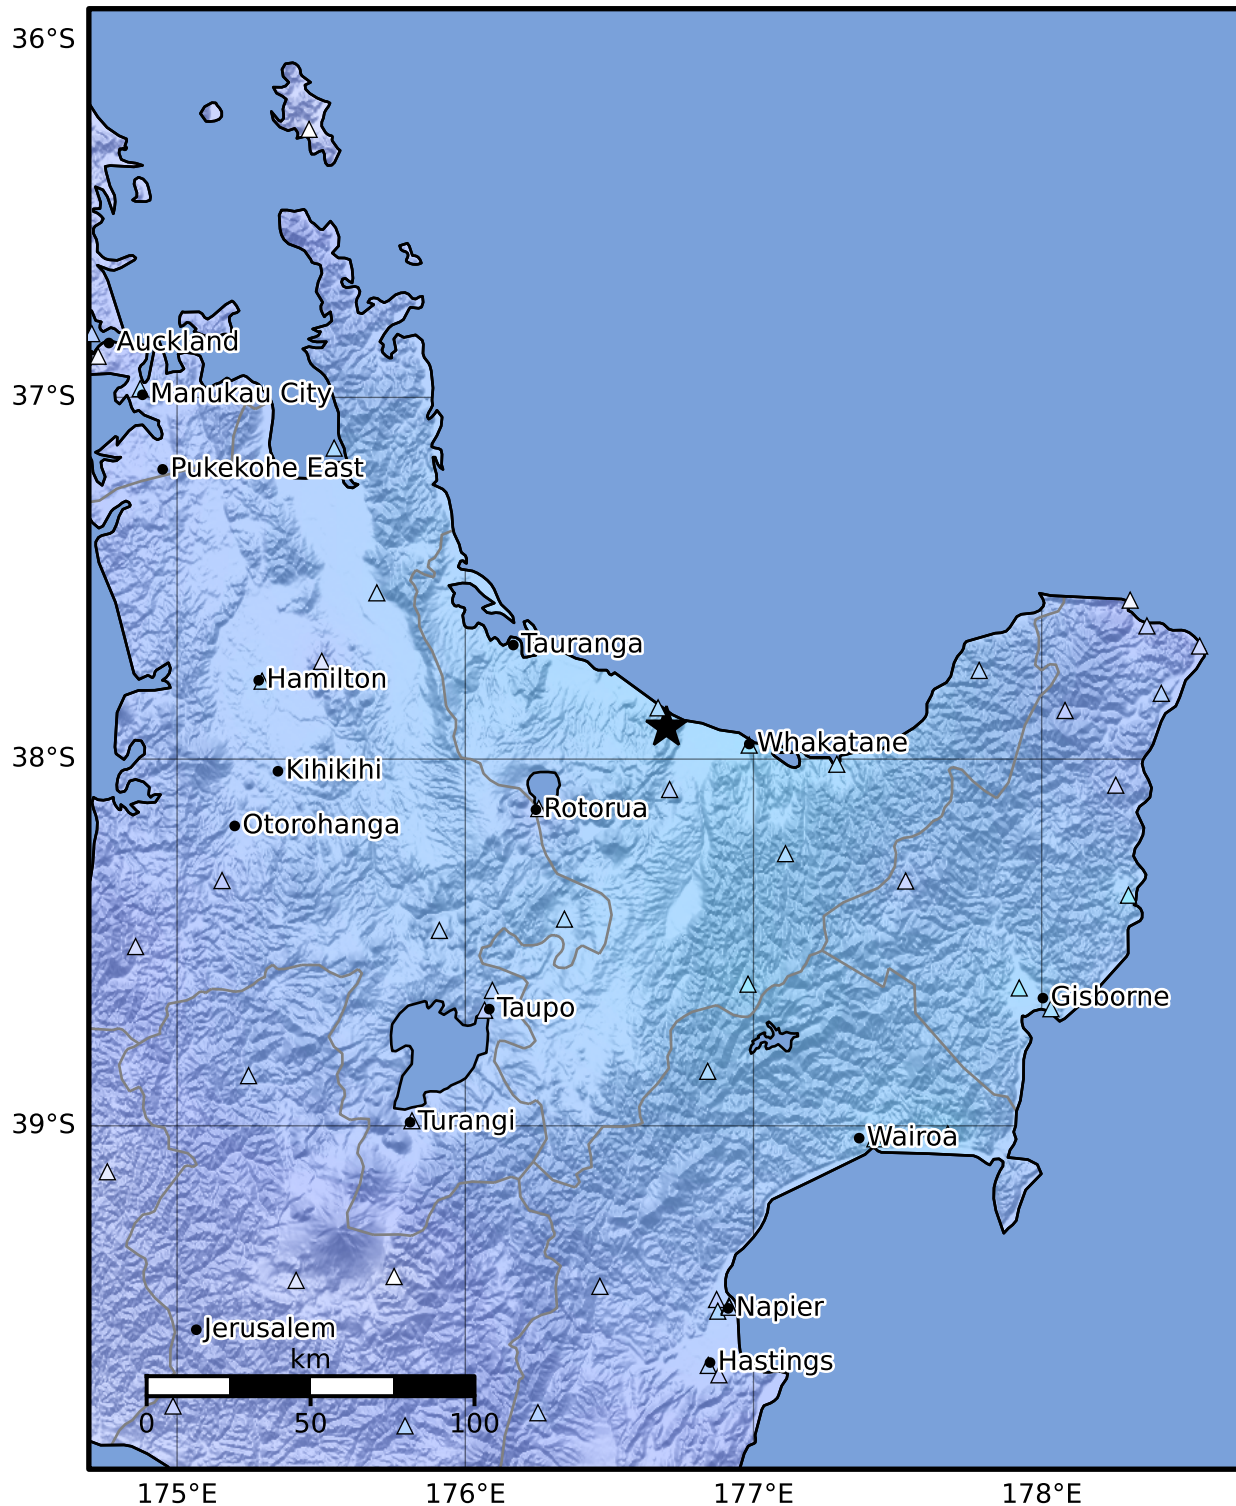 36°S
Auckland
Manukau City
37°S
Pukekohe East
Tauranga
Hamilton
Whakatane
38°S
Kihikihi
Rotorua
Otorohanga
Gisborne
Taupo
Turangi
39°S
Wairoa
Napier
Jerusalem
km
Hastings
0 50 100
175°E 176°E 177°E 178°E